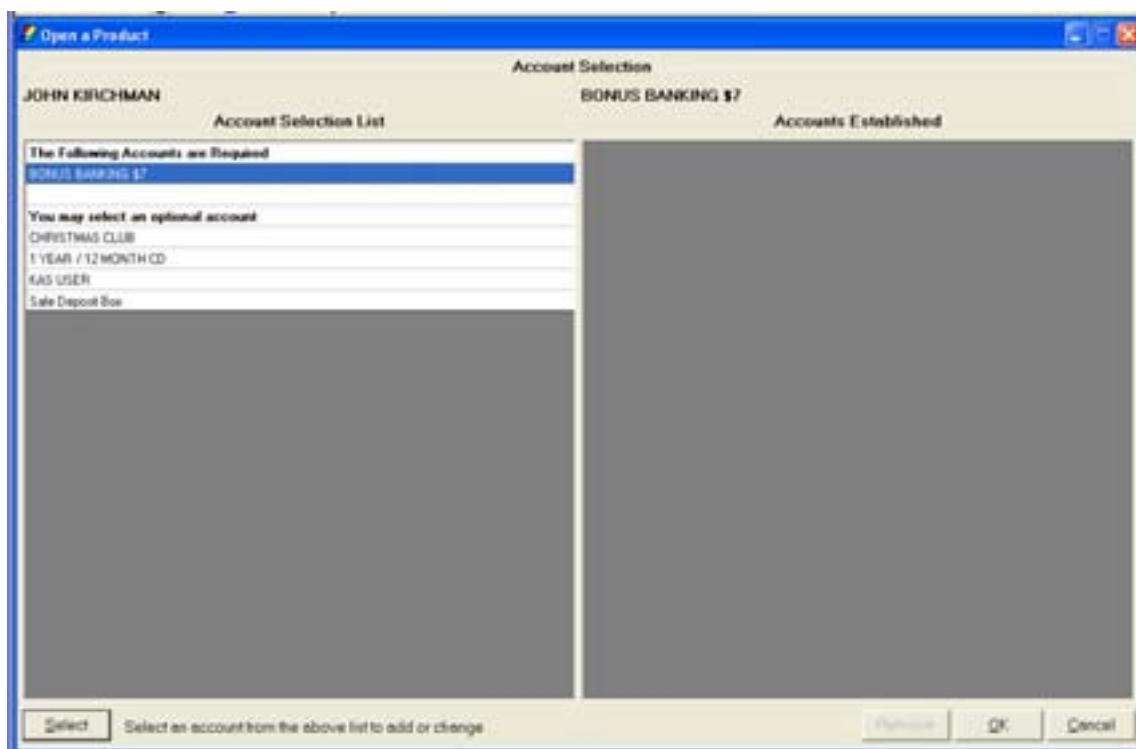 Open a Product
Account Selection
JOHN KIRCHMAN BONUS BANKING $7
Account Selection List Accounts Established
The Following Accounts are Required
BONUS BANKING $7
You may select an optional account
CHRISTMAS CLUB
1 YEAR / 12 MONTH CD
KAS USER
Safe Deposit Box
Select Select an account from the above list to add or change Remove OK Cancel